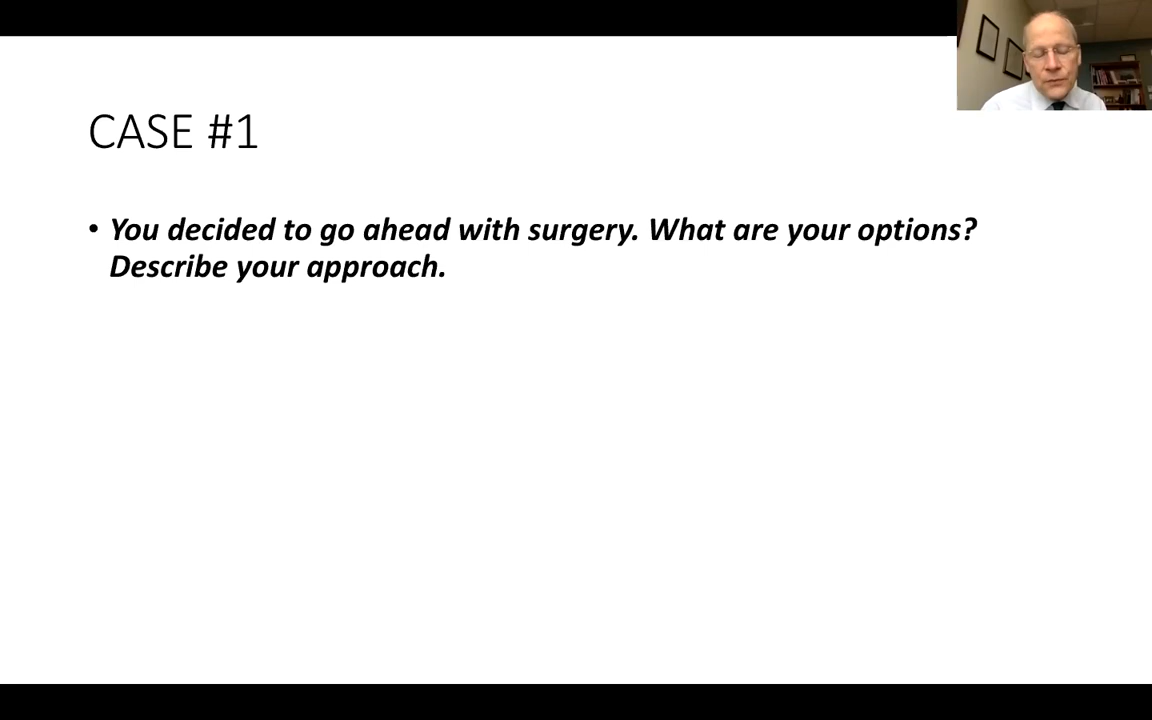 CASE #1
• You decided to go ahead with surgery. What are your options?
Describe your approach.